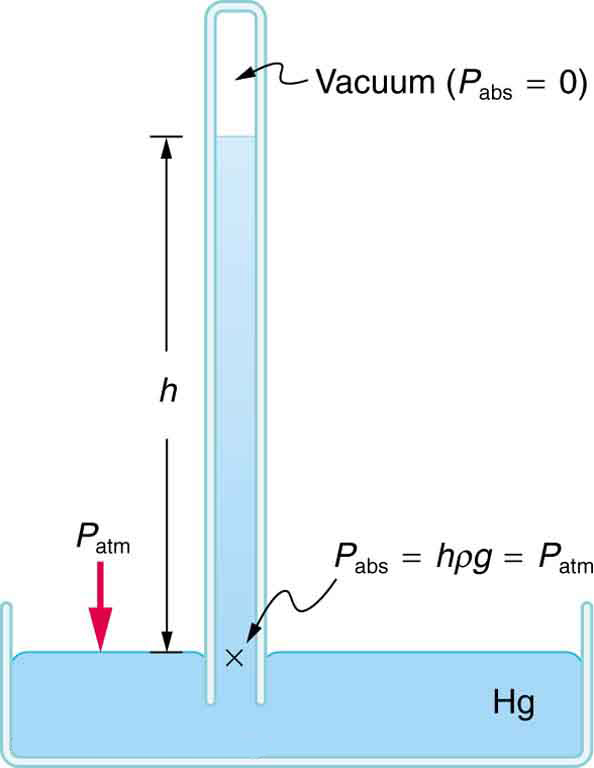 Vacuum (Pabs = 0)
h
Patm
Pabs = hρg = Patm
×
Hg